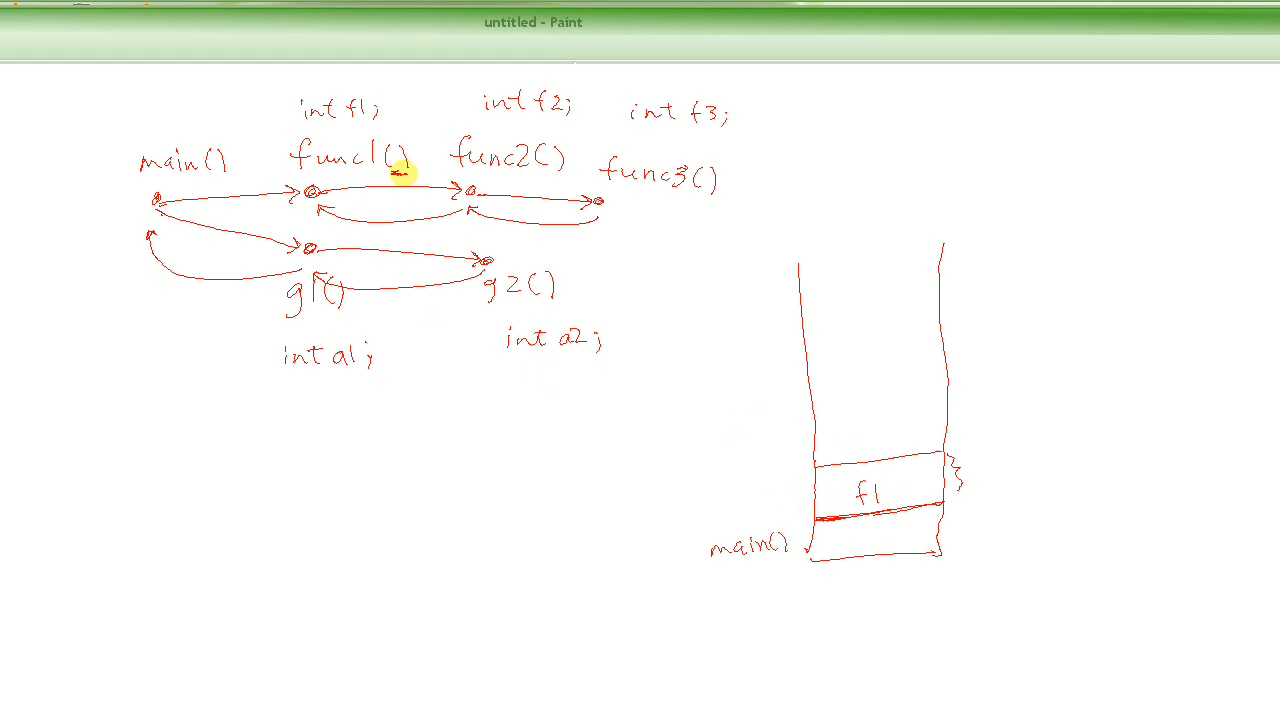 untitled - Paint
int f1;
int f2;
int f3;
main()
func1()
func2()
func3()
g1()
g2()
int a1;
int a2;
f1
main()